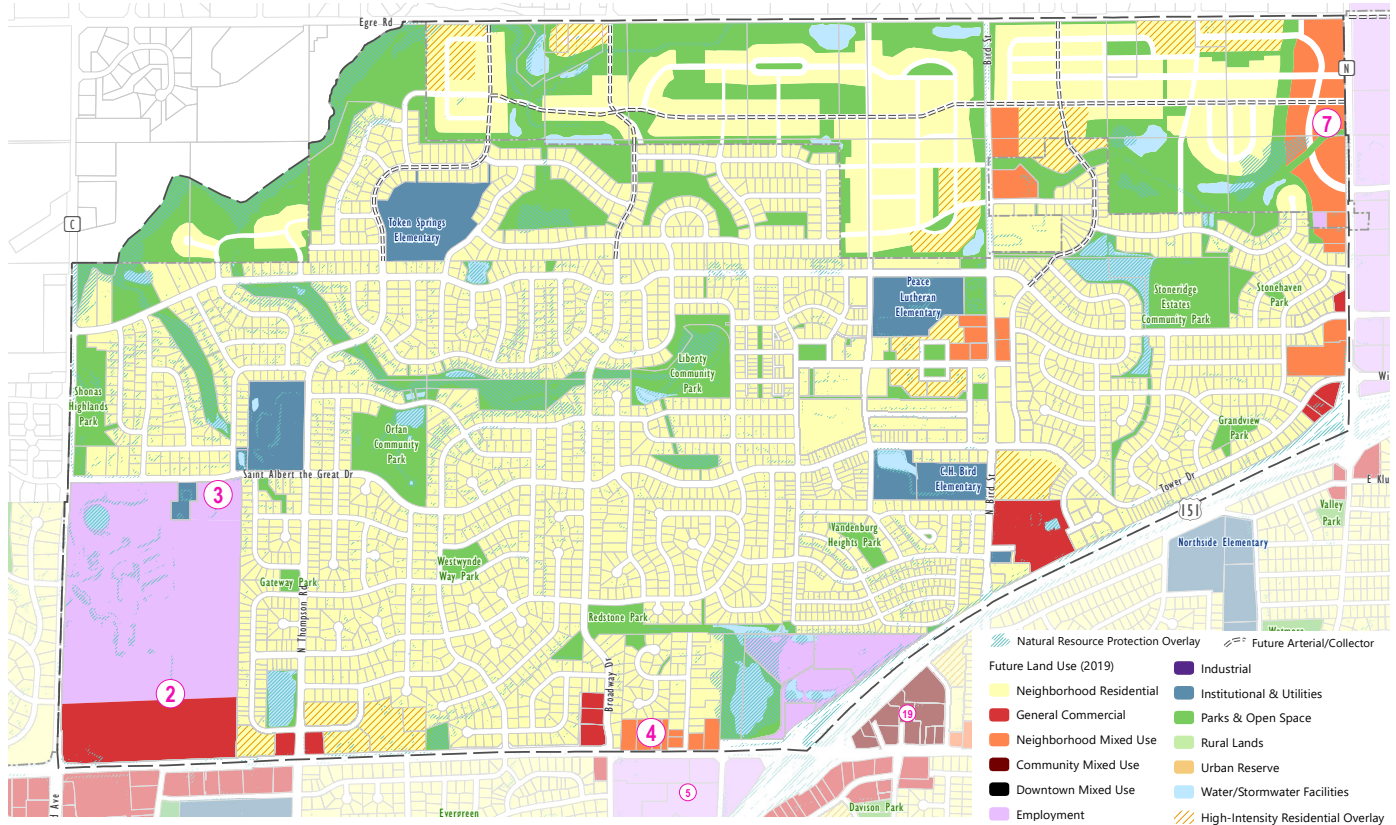 Egre Rd
Bird St
N
7
C
Token Springs
Elementary
Peace
Lutheran
Elementary
Stoneridge
Estates
Community Park
Stonehaven
Park
Liberty
Community
Park
Shonas
Highlands
Park
Orfan
Community
Park
Grandview
Park
Saint Albert the Great Dr
C.H. Bird
Elementary
Tower Dr
E Klu
3
N Bird St
151
Valley
Park
Vandenburg
Heights Park
Northside Elementary
Westwynde
Way Park
Gateway Park
N Thompson Rd
Redstone Park
Wetmore
2
Broadway Dr
4
19
5
d Ave
Evergreen
Davison Park
Wi
Natural Resource Protection Overlay
Future Arterial/Collector
Future Land Use (2019)
Neighborhood Residential
General Commercial
Neighborhood Mixed Use
Community Mixed Use
Downtown Mixed Use
Employment
Industrial
Institutional & Utilities
Parks & Open Space
Rural Lands
Urban Reserve
Water/Stormwater Facilities
High-Intensity Residential Overlay